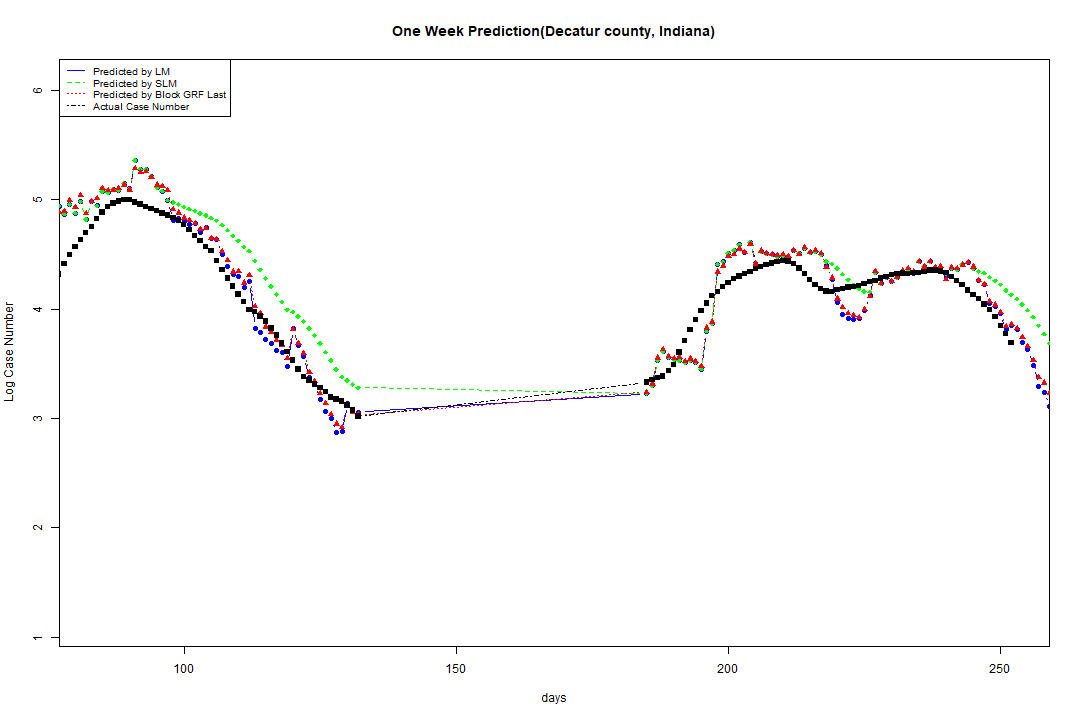 One Week Prediction(Decatur county, Indiana)
Predicted by LM
Predicted by SLM
Predicted by Block GRF Last
Actual Case Number
6
5
4
3
2
1
Log Case Number
100 150 200 250
days